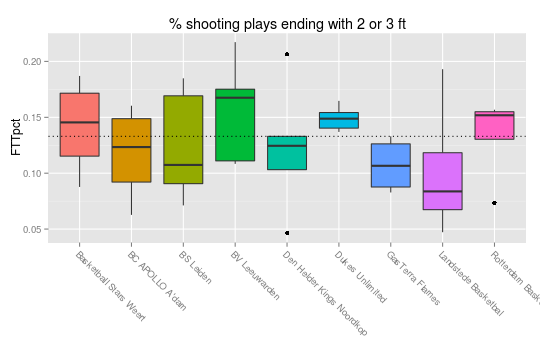 % shooting plays ending with 2 or 3 ft
FTTpct
0.20
0.15
0.10
0.05
Basketball Stars Weert
BC APOLLO A'dam
BS Leiden
BV Leeuwarden
Den Helder Kings Noordkop
Dukes Unlimited
GasTerra Flames
Landstede Basketbal
Rotterdam Bask